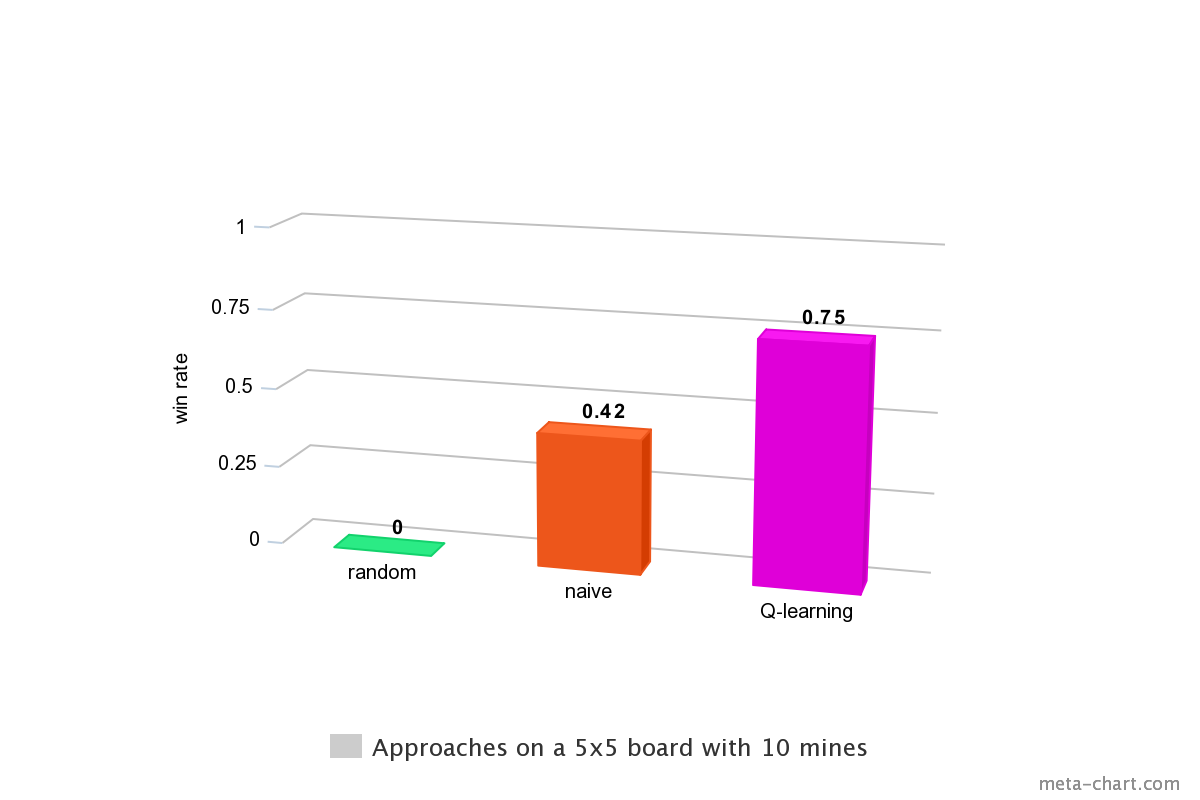 1
0.75
0.5
0.25
0
win rate
0
0.42
0.75
random
naive
Q-learning
Approaches on a 5x5 board with 10 mines
meta-chart.com